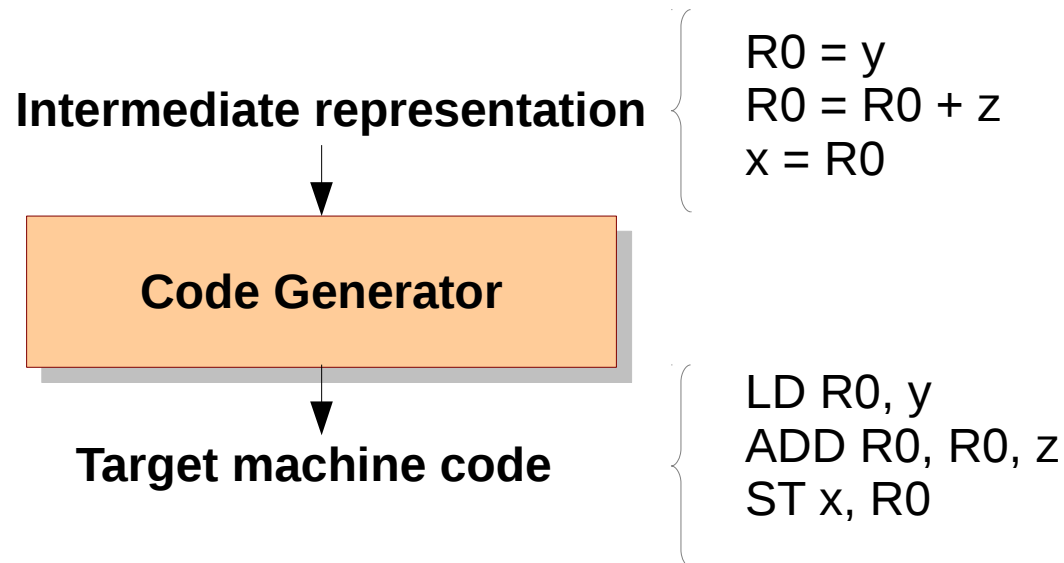 Intermediate representation
R0 = y
R0 = R0 + z
x = R0
Code Generator
Target machine code
LD R0, y
ADD R0, R0, z
ST x, R0